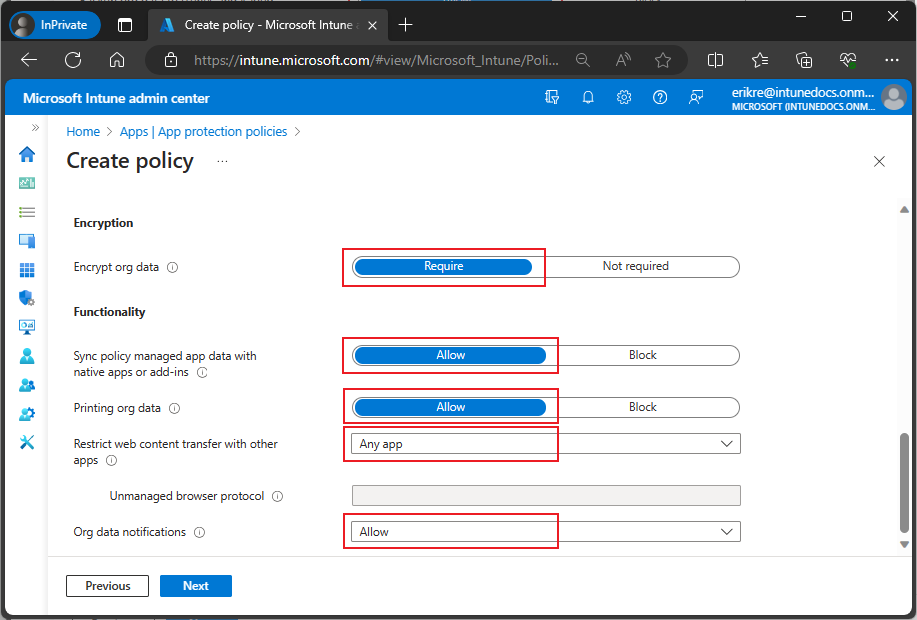 InPrivate
Create policy - Microsoft Intune a
https://intune.microsoft.com/#view/Microsoft_Intune/Poli...
Microsoft Intune admin center
erikre@intunedocs.onm...
MICROSOFT (INTUNEDOCS.ONM...
Home > Apps | App protection policies >
Create policy ...
Encryption
Encrypt org data
Require
Not required
Functionality
Sync policy managed app data with
native apps or add-ins
Allow
Block
Printing org data
Allow
Block
Restrict web content transfer with other
apps
Any app
Unmanaged browser protocol
Org data notifications
Allow
Previous
Next